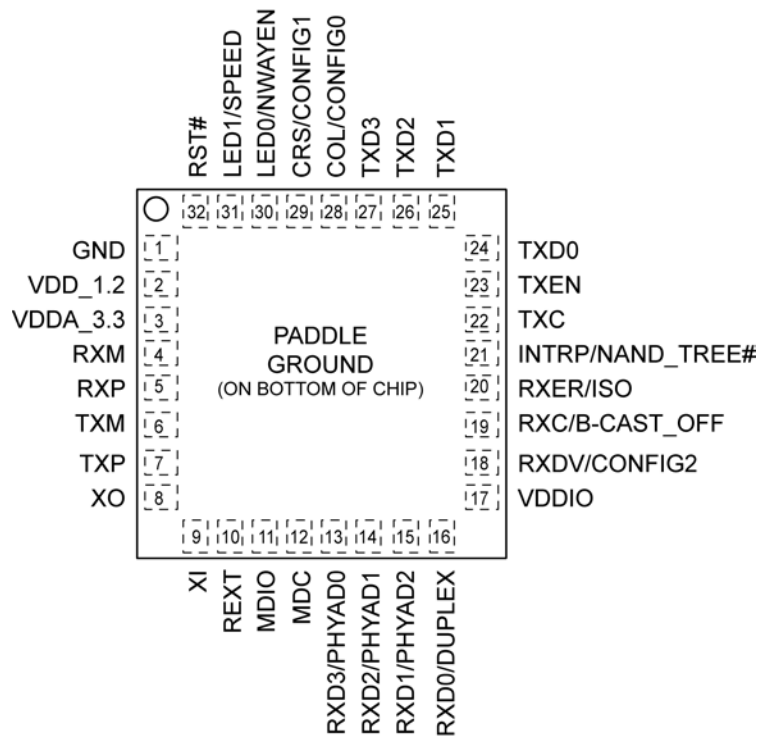 RST#
LED1/SPEED
LED0/NWAYEN
CRS/CONFIG1
COL/CONFIG0
TXD3
TXD2
TXD1
32 31 30 29 28 27 26 25
GND 1
VDD_1.2 2
VDDA_3.3 3
RXM 4
RXP 5
TXM 6
TXP 7
XO 8
PADDLE
GROUND
(ON BOTTOM OF CHIP)
24 TXD0
23 TXEN
22 TXC
21 INTRP/NAND_TREE#
20 RXER/ISO
19 RXC/B-CAST_OFF
18 RXDV/CONFIG2
17 VDDIO
9 10 11 12 13 14 15 16
XI
REXT
MDIO
MDC
RXD3/PHYAD0
RXD2/PHYAD1
RXD1/PHYAD2
RXD0/DUPLEX